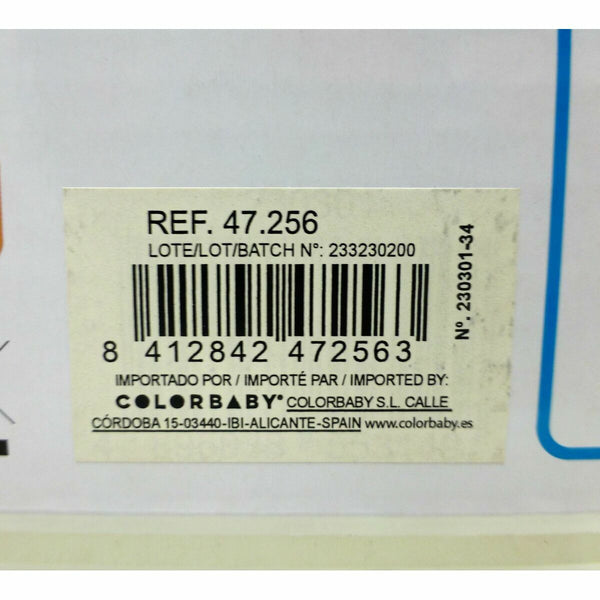 REF. 47.256
LOTE/LOT/BATCH N°: 233230200
8 412842 472563
Nº. 230301-34
IMPORTADO POR / IMPORTÉ PAR / IMPORTED BY:
COLORBABY® COLORBABY S.L. CALLE
CÓRDOBA 15-03440-IBI-ALICANTE-SPAIN www.colorbaby.es